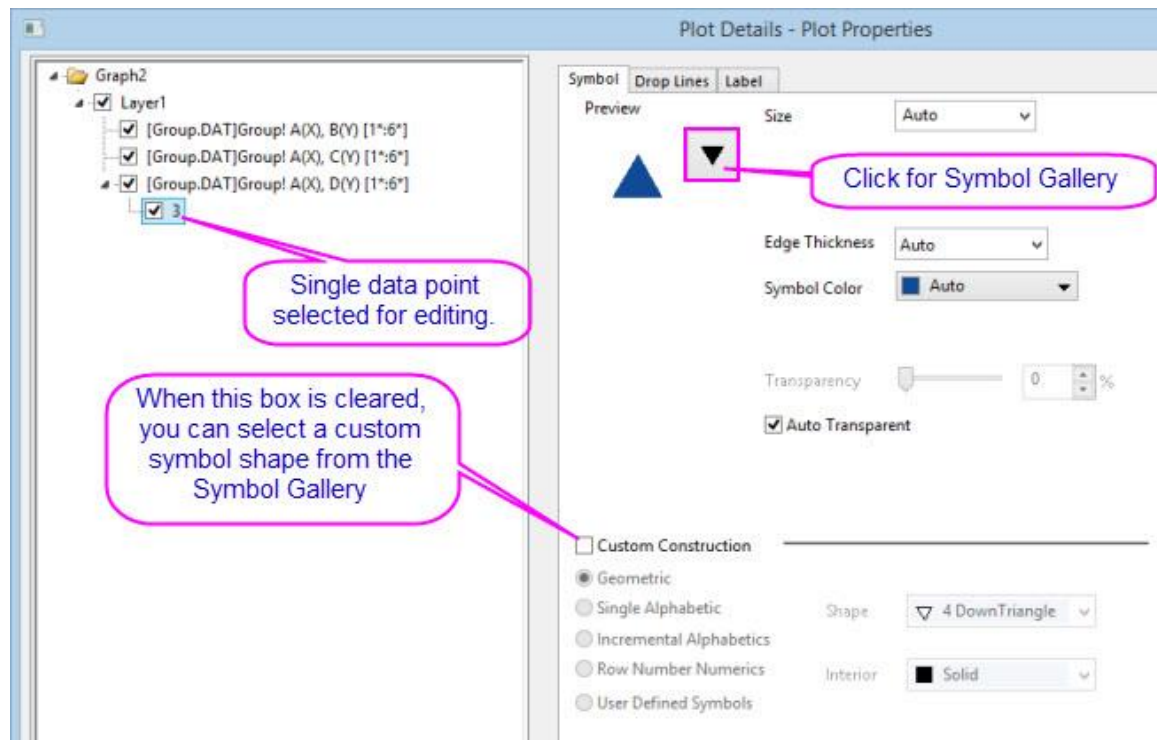 Plot Details - Plot Properties
Graph2
Layer1
[Group.DAT]Group! A(X), B(Y) [1*:6*]
[Group.DAT]Group! A(X), C(Y) [1*:6*]
[Group.DAT]Group! A(X), D(Y) [1*:6*]
3
Single data point
selected for editing.
When this box is cleared,
you can select a custom
symbol shape from the
Symbol Gallery
Symbol Drop Lines Label
Preview
Size Auto
Click for Symbol Gallery
Edge Thickness Auto
Symbol Color Auto
Transparency 0 %
Auto Transparent
Custom Construction
Geometric
Single Alphabetic Shape 4 DownTriangle
Incremental Alphabetics
Row Number Numerics Interior Solid
User Defined Symbols